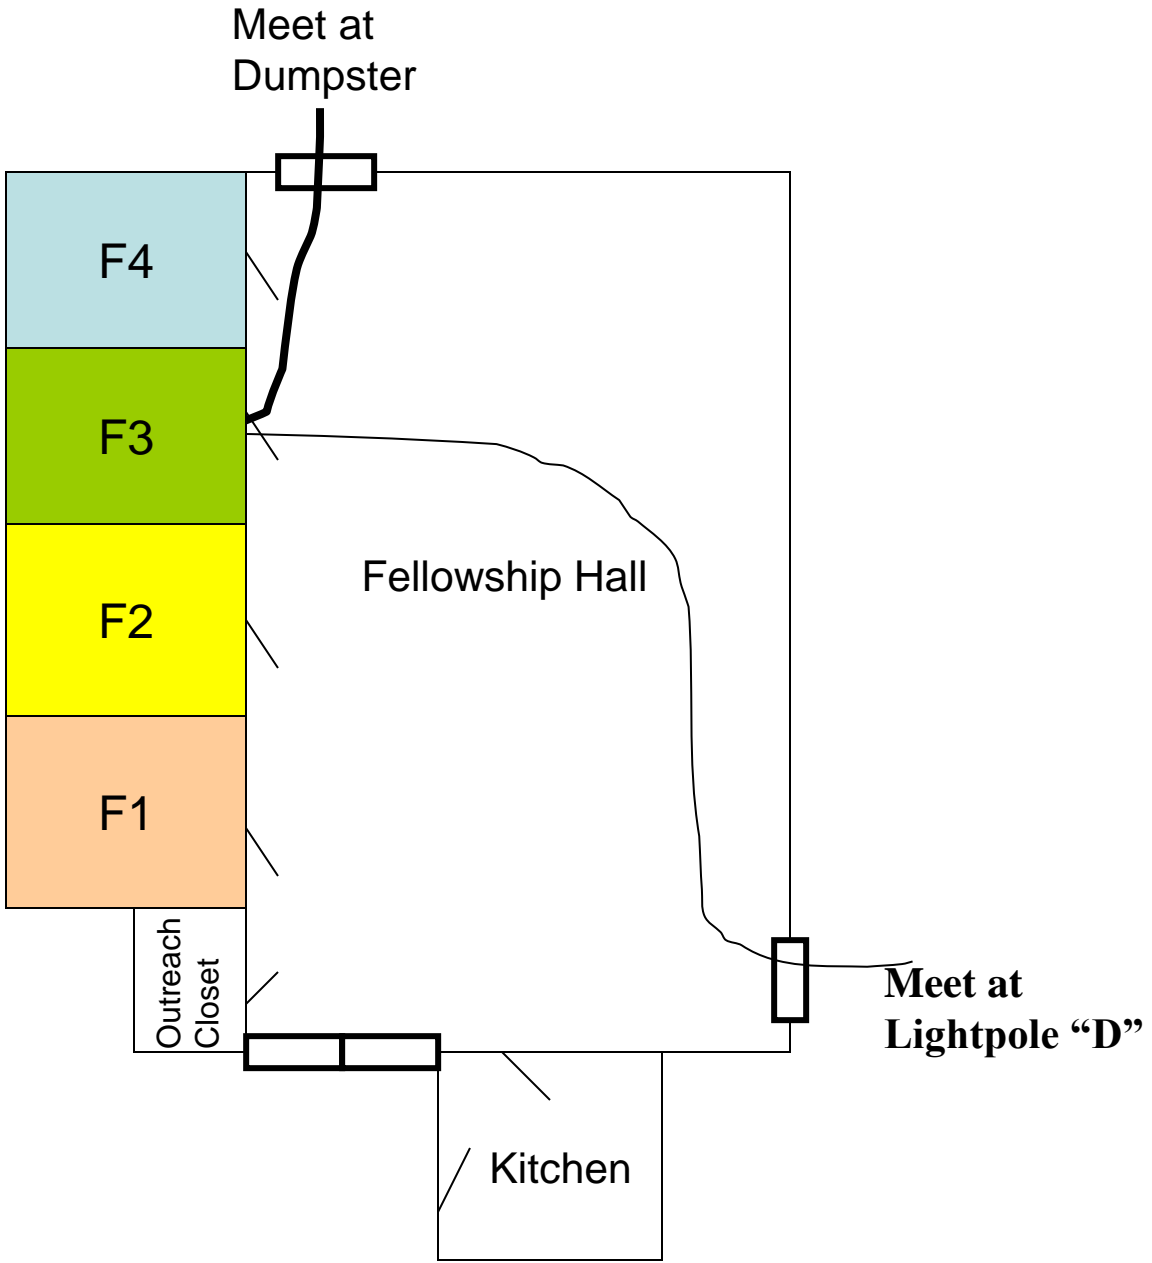 Meet at
Dumpster
F4
F3
Fellowship Hall
F2
F1
Outreach
Closet
Meet at
Lightpole “D”
Kitchen